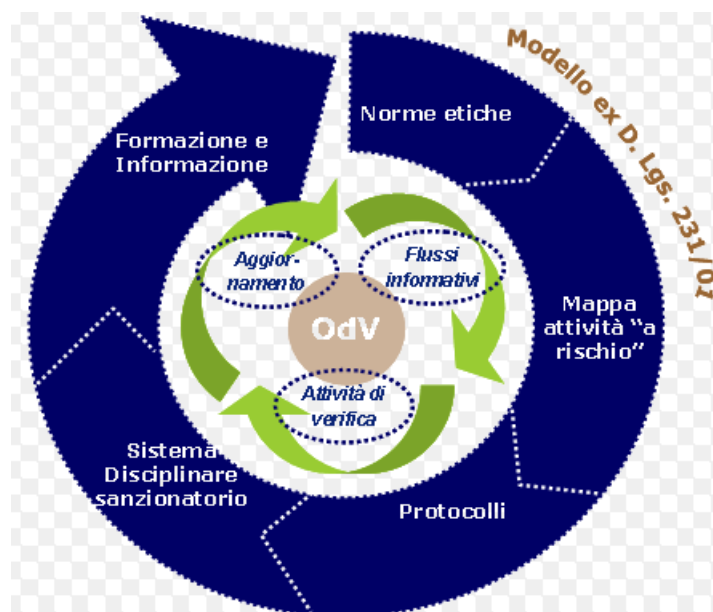 Modello ex D. Lgs. 231/01
Norme etiche
Formazione e
Informazione
Aggior-
namento
Flussi
informativi
OdV
Mappa
attività “a
rischio”
Attività di
verifica
Sistema
Disciplinare
sanzionatorio
Protocolli